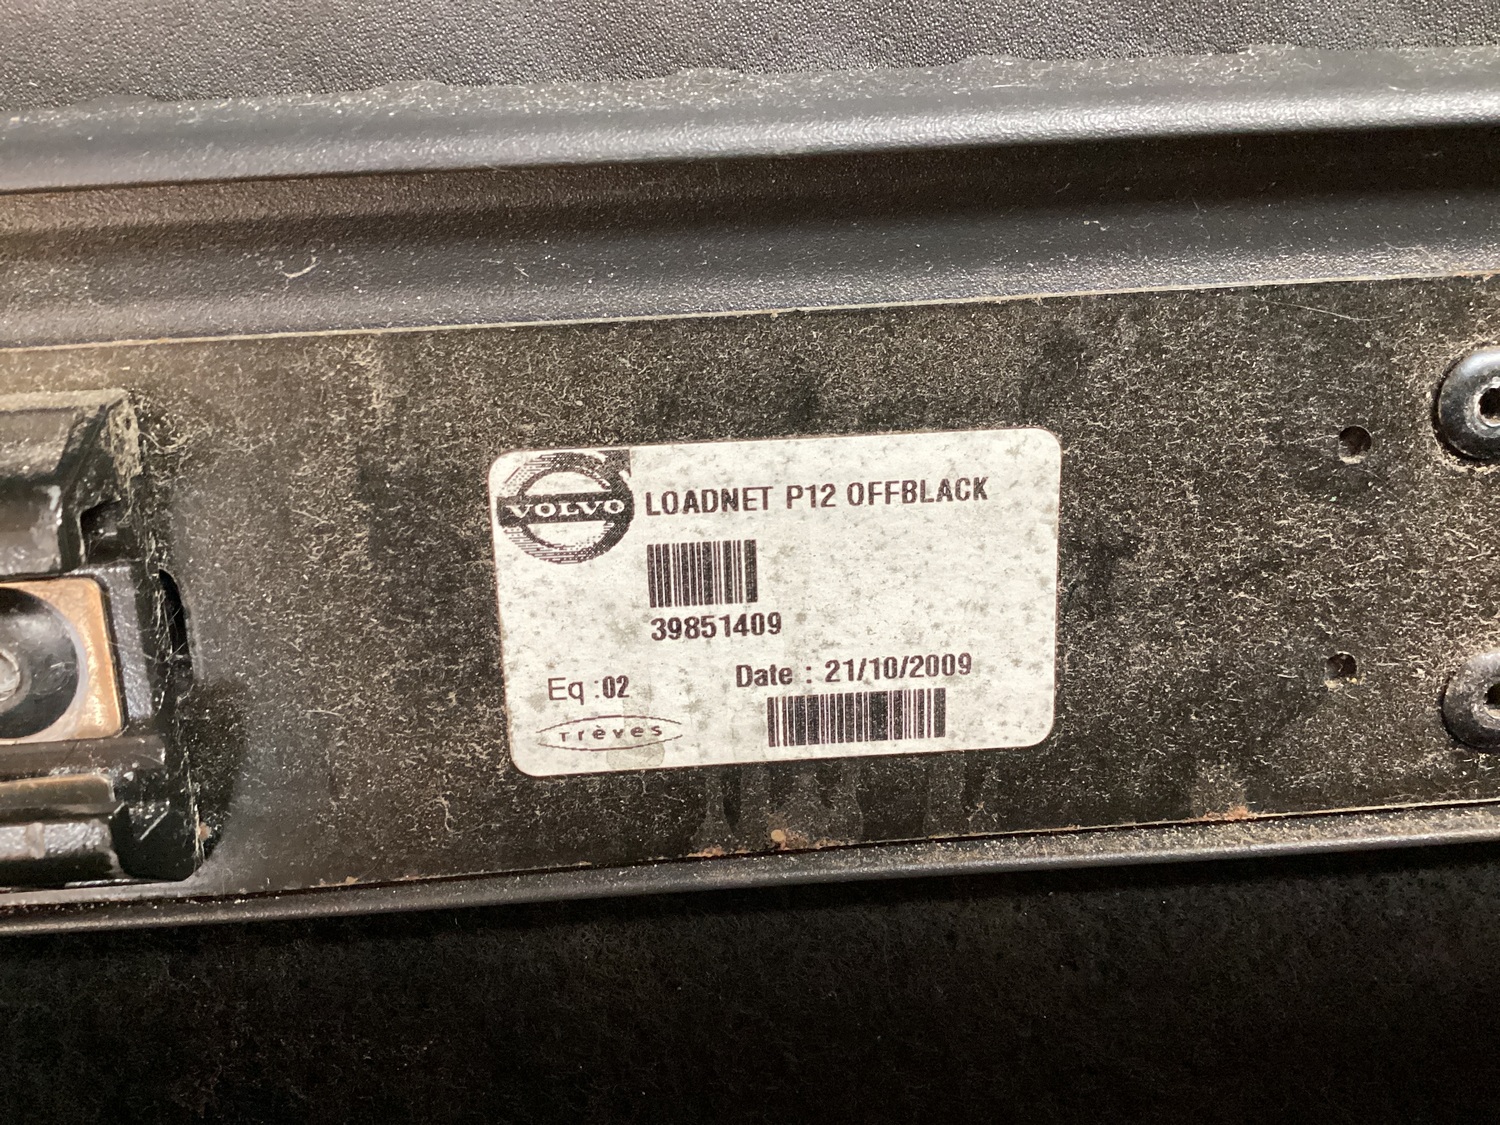 VOLVO
LOADNET P12 OFFBLACK
39851409
Eq :02
Date : 21/10/2009
Trèves